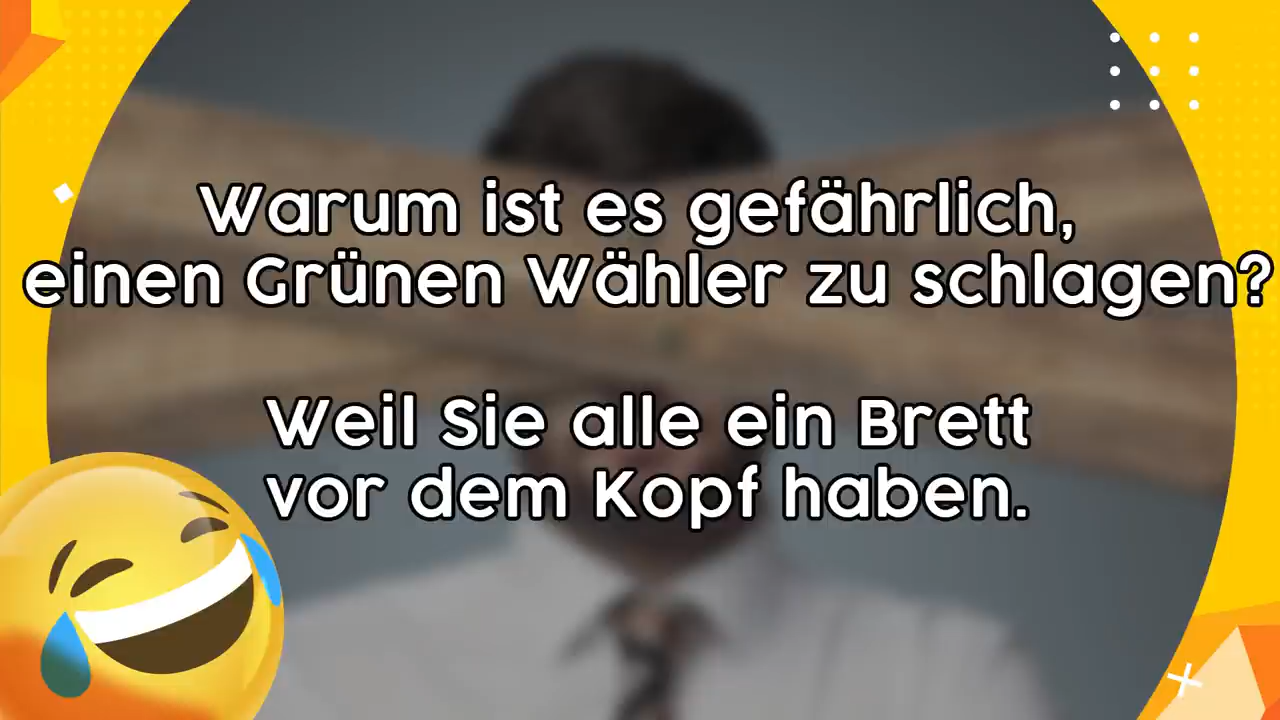 Warum ist es gefährlich,
einen Grünen Wähler zu schlagen?
Weil Sie alle ein Brett
vor dem Kopf haben.